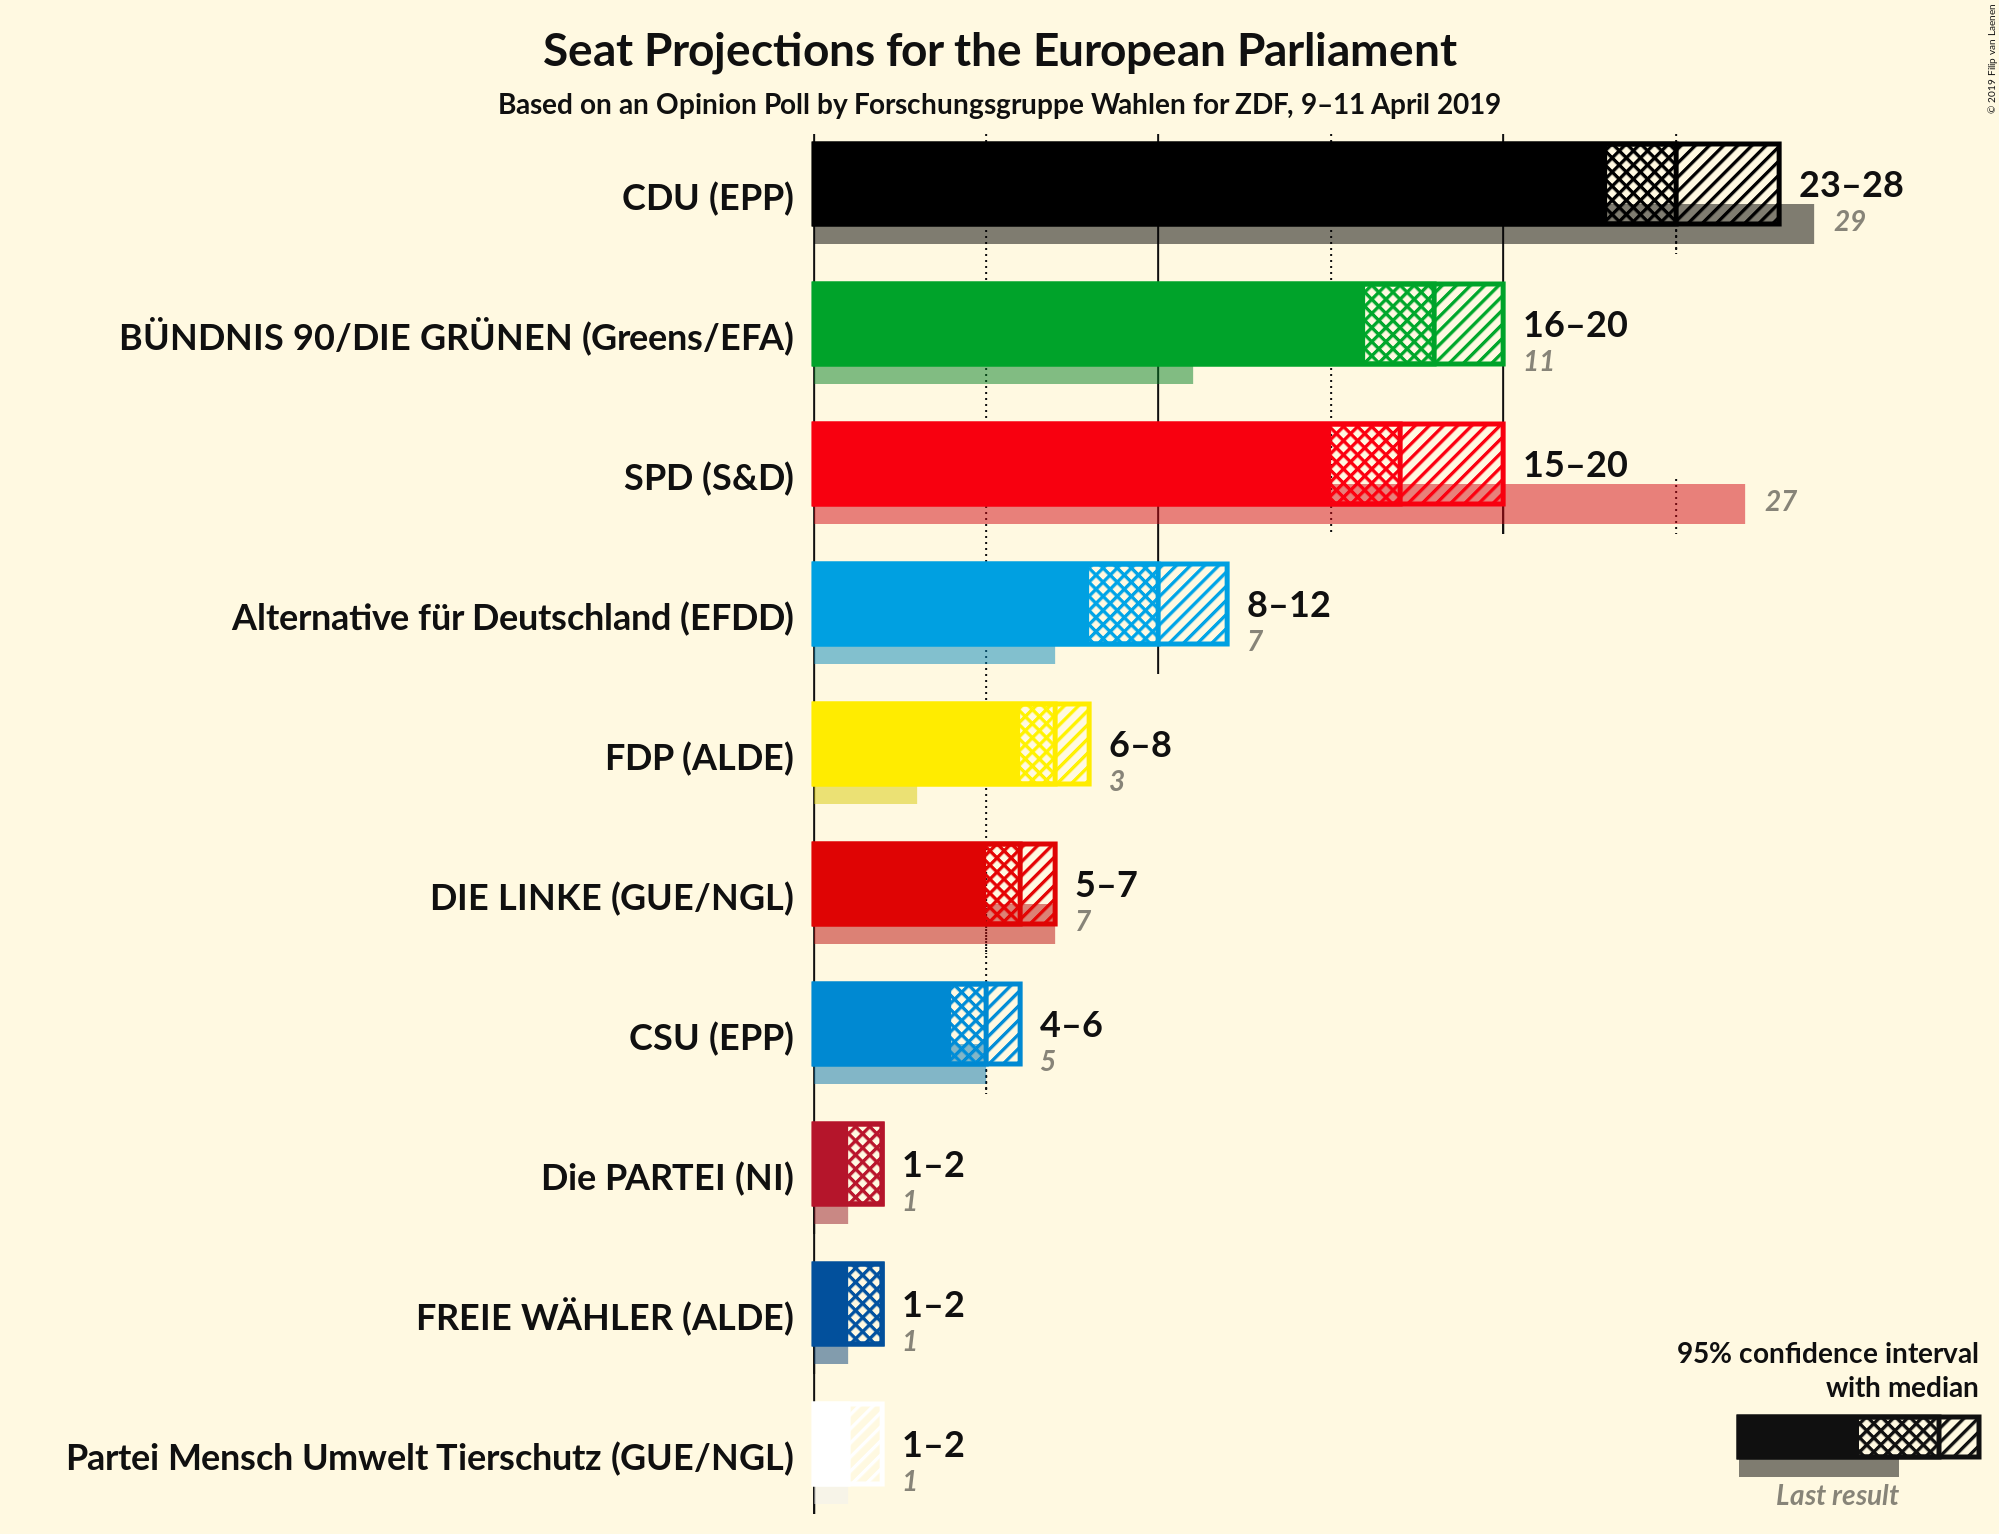 Seat Projections for the European Parliament
Based on an Opinion Poll by Forschungsgruppe Wahlen for ZDF, 9–11 April 2019
© 2019 Filip van Laenen
CDU (EPP)
23–28
29
BÜNDNIS 90/DIE GRÜNEN (Greens/EFA)
16–20
11
SPD (S&D)
15–20
27
Alternative für Deutschland (EFDD)
8–12
7
FDP (ALDE)
6–8
3
DIE LINKE (GUE/NGL)
5–7
7
CSU (EPP)
4–6
5
Die PARTEI (NI)
1–2
1
FREIE WÄHLER (ALDE)
1–2
1
Partei Mensch Umwelt Tierschutz (GUE/NGL)
1–2
1
95% confidence interval
with median
Last result